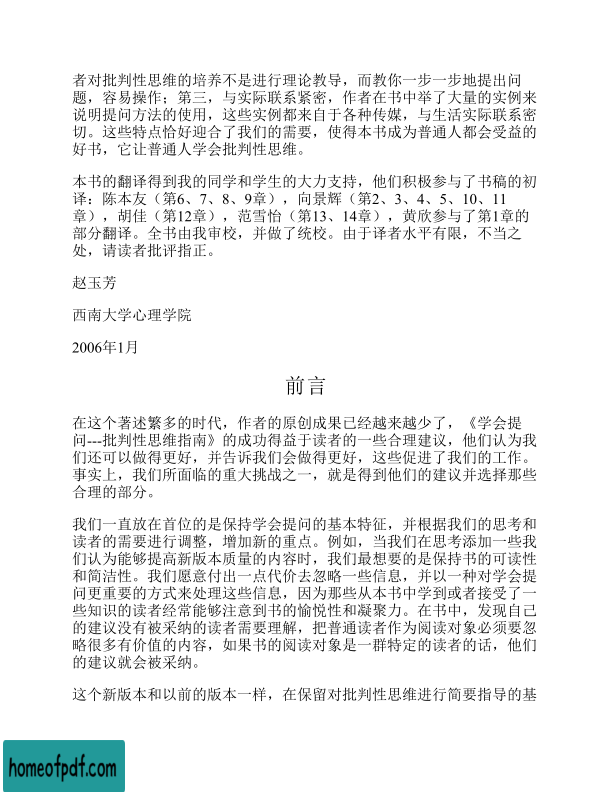 者对批判性思维的培养不是进行理论教导，而教你一步一步地提出问
题，容易操作；第三，与实际联系紧密，作者在书中举了大量的实例来
说明提问方法的使用，这些实例都来自于各种传媒，与生活实际联系密
切。这些特点恰好迎合了我们的需要，使得本书成为普通人都会受益的
好书，它让普通人学会批判性思维。
本书的翻译得到我的同学和学生的大力支持，他们积极参与了书稿的初
译：陈本友（第6、7、8、9章），向景辉（第2、3、4、5、10、11
章），胡佳（第12章），范雪怡（第13、14章），黄欣参与了第1章的
部分翻译。全书由我审校，并做了统校。由于译者水平有限，不当之
处，请读者批评指正。
赵玉芳
西南大学心理学院
2006年1月
前言
在这个著述繁多的时代，作者的原创成果已经越来越少了，《学会提
问---批判性思维指南》的成功得益于读者的一些合理建议，他们认为我
们还可以做得更好，并告诉我们会做得更好，这些促进了我们的工作。
事实上，我们所面临的重大挑战之一，就是得到他们的建议并选择那些
合理的部分。
我们一直放在首位的是保持学会提问的基本特征，并根据我们的思考和
读者的需要进行调整，增加新的重点。例如，当我们在思考添加一些我
们认为能够提高新版本质量的内容时，我们最想要的是保持书的可读性
和简洁性。我们愿意付出一点代价去忽略一些信息，并以一种对学会提
问更重要的方式来处理这些信息，因为那些从本书中学到或者接受了一
些知识的读者经常能够注意到书的愉悦性和凝聚力。在书中，发现自己
的建议没有被采纳的读者需要理解，把普通读者作为阅读对象必须要忽
略很多有价值的内容，如果书的阅读对象是一群特定的读者的话，他们
的建议就会被采纳。
这个新版本和以前的版本一样，在保留对批判性思维进行简要指导的基
homeofpdf.com